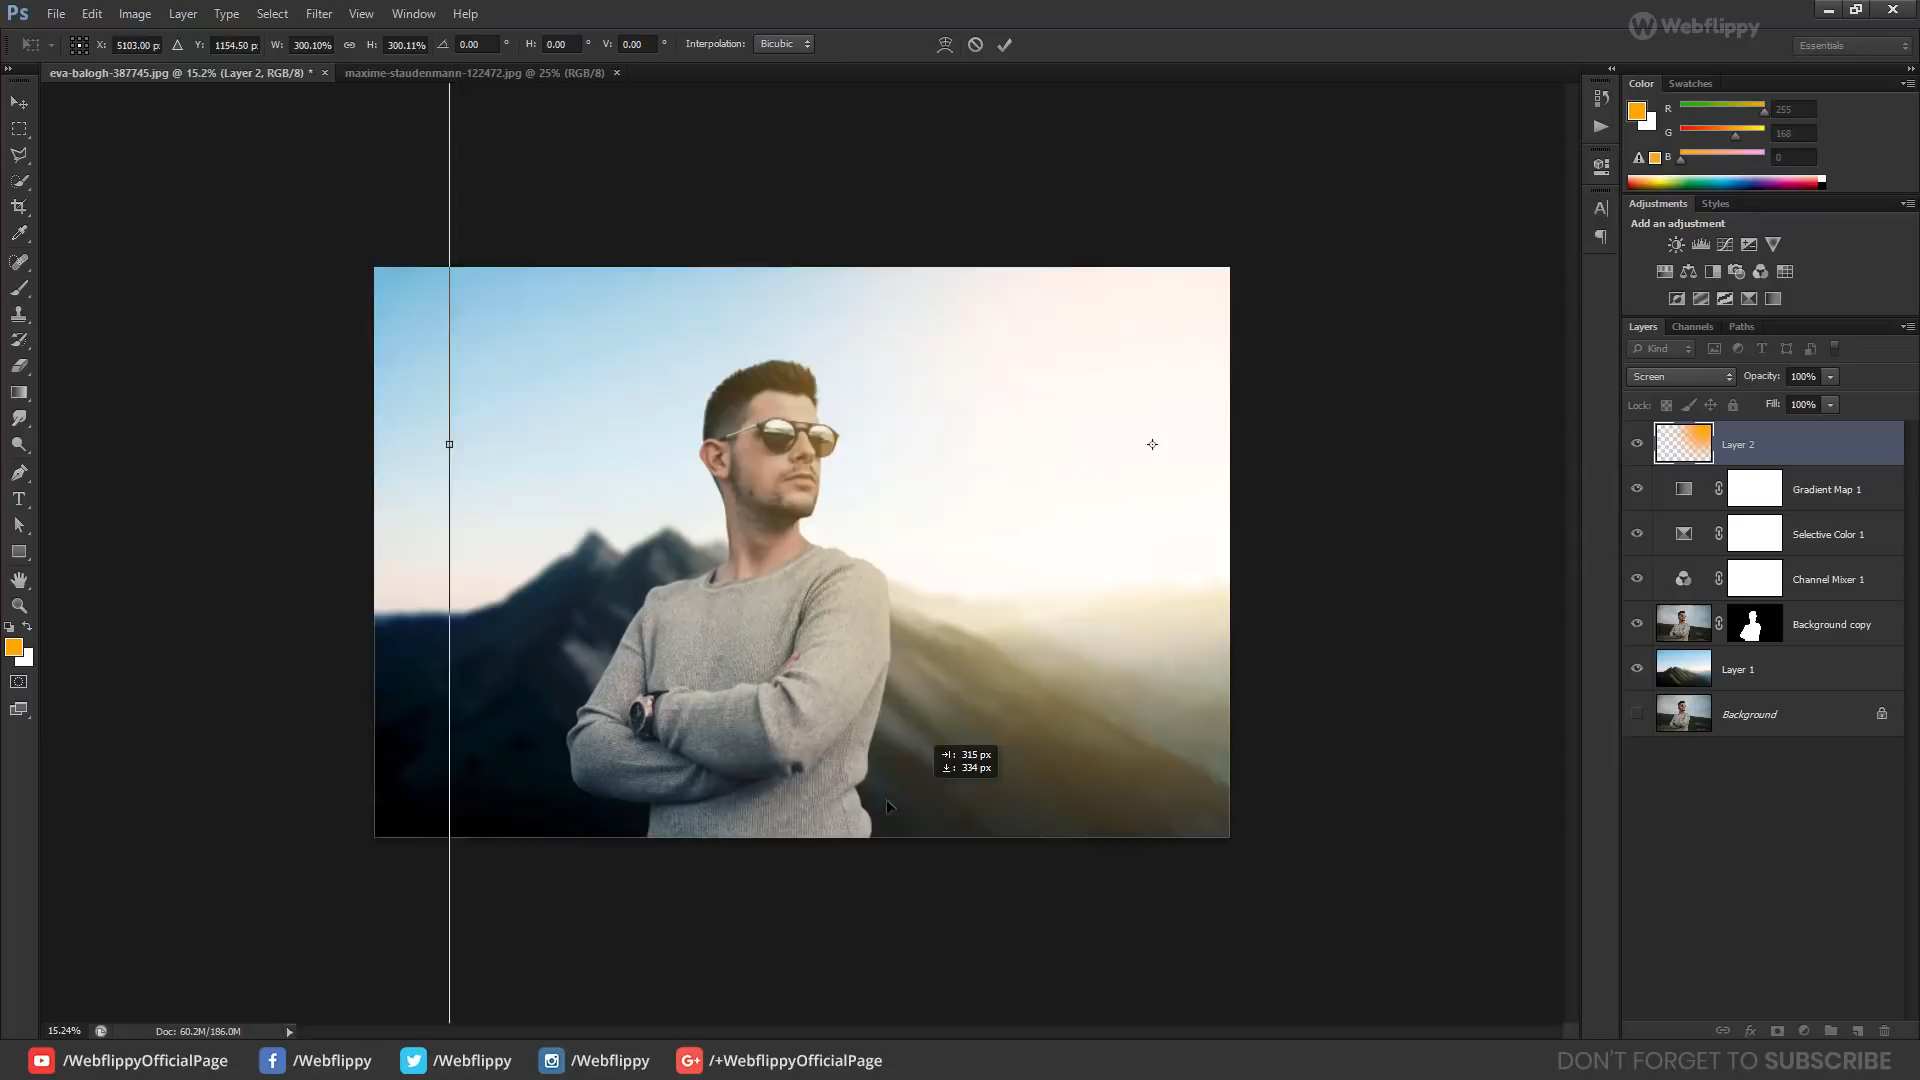 Ps File Edit Image Layer Type Select Filter View Window Help
Webflippy
X: 5103.00 p: Y: 1154.50 p: W: 300.10% H: 300.11% 0.00 ° H: 0.00 ° V: 0.00 ° Interpolation: Bicubic
Essentials
eva-balogh-387745.jpg @ 15.2% (Layer 2, RGB/8) * × maxime-staudenmann-122472.jpg @ 25% (RGB/8) ×
Color Swatches
R 255
G 168
B 0
Adjustments Styles
Add an adjustment
Layers Channels Paths
Kind
Screen Opacity: 100%
Lock: Fill: 100%
Layer 2
Gradient Map 1
Selective Color 1
Channel Mixer 1
Background copy
Layer 1
Background
: 315 px
: 334 px
15.24% Doc: 60.2M/186.0M
/WebflippyOfficialPage /Webflippy /Webflippy /Webflippy /+WebflippyOfficialPage
DON'T FORGET TO SUBSCRIBE